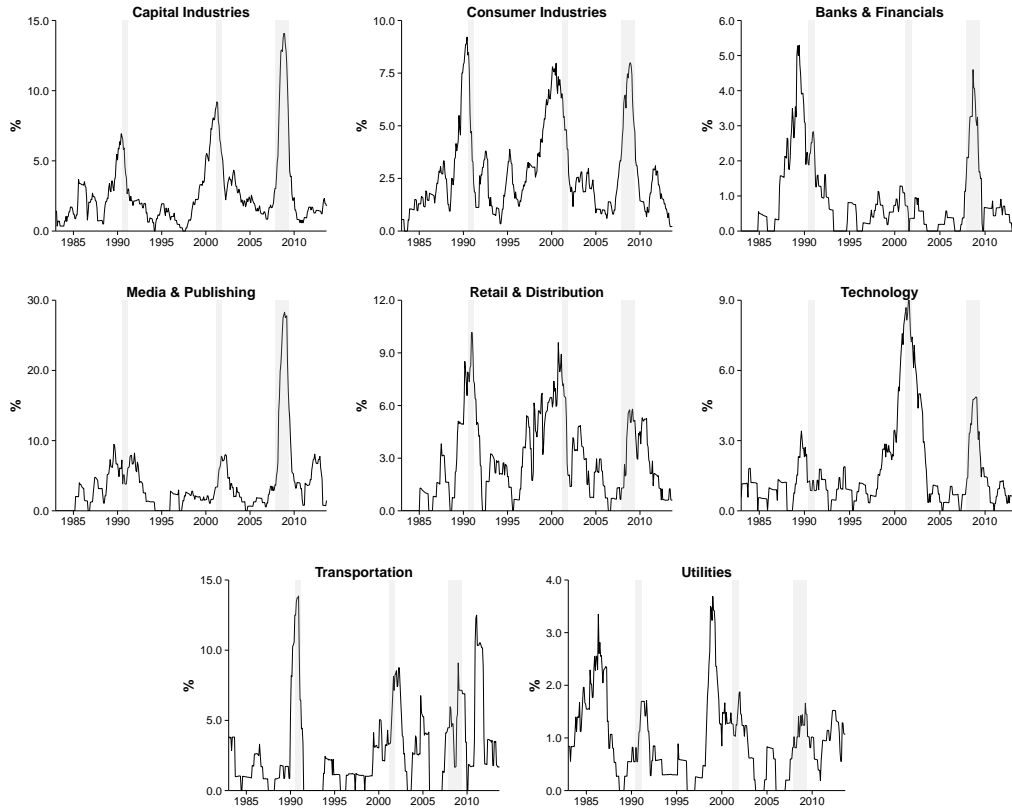 Capital Industries
%
15.0
10.0
5.0
0.0
1985 1990 1995 2000 2005 2010
Consumer Industries
%
10.0
7.5
5.0
2.5
0.0
1985 1990 1995 2000 2005 2010
Banks & Financials
%
6.0
5.0
4.0
3.0
2.0
1.0
0.0
1985 1990 1995 2000 2005 2010
Media & Publishing
%
30.0
20.0
10.0
0.0
1985 1990 1995 2000 2005 2010
Retail & Distribution
%
12.0
9.0
6.0
3.0
0.0
1985 1990 1995 2000 2005 2010
Technology
%
9.0
6.0
3.0
0.0
1985 1990 1995 2000 2005 2010
Transportation
%
15.0
10.0
5.0
0.0
1985 1990 1995 2000 2005 2010
Utilities
%
4.0
3.0
2.0
1.0
0.0
1985 1990 1995 2000 2005 2010